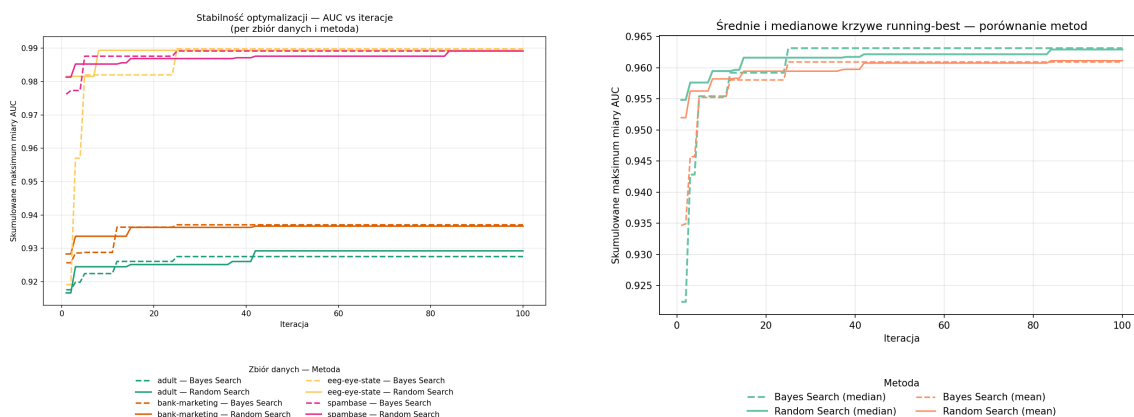 Stabilność optymalizacji — AUC vs iteracje
(per zbiór danych i metoda)
Skumulowane maksimum miary AUC
0.99
0.98
0.97
0.96
0.95
0.94
0.93
0.92
0
20
40
60
80
100
Iteracja
Zbiór danych — Metoda
adult — Bayes Search
adult — Random Search
bank-marketing — Bayes Search
bank-marketing — Random Search
eeg-eye-state — Bayes Search
eeg-eye-state — Random Search
spambase — Bayes Search
spambase — Random Search
Średnie i medianowe krzywe running-best — porównanie metod
Skumulowane maksimum miary AUC
0.965
0.960
0.955
0.950
0.945
0.940
0.935
0.930
0.925
0
20
40
60
80
100
Iteracja
Metoda
Bayes Search (median)
Random Search (median)
Bayes Search (mean)
Random Search (mean)